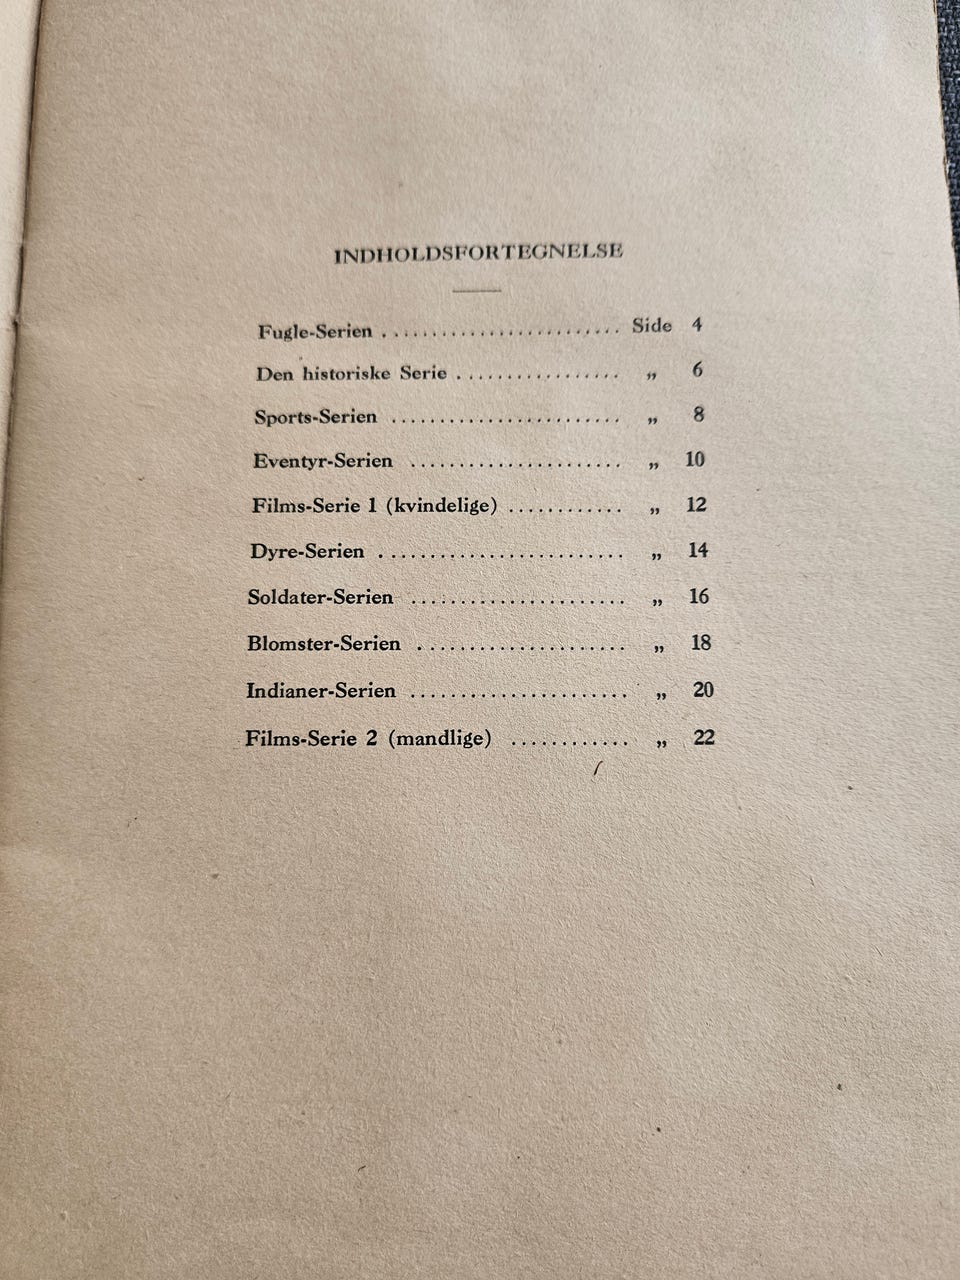 INDHOLDSFORTEGNELSE
Fugle-Serien ........................ Side 4
Den historiske Serie ................. „ 6
Sports-Serien ....................... „ 8
Eventyr-Serien ..................... „ 10
Films-Serie 1 (kvindelige) ............ „ 12
Dyre-Serien ......................... „ 14
Soldater-Serien ...................... „ 16
Blomster-Serien ..................... „ 18
Indianer-Serien ...................... „ 20
Films-Serie 2 (mandlige) ............ „ 22